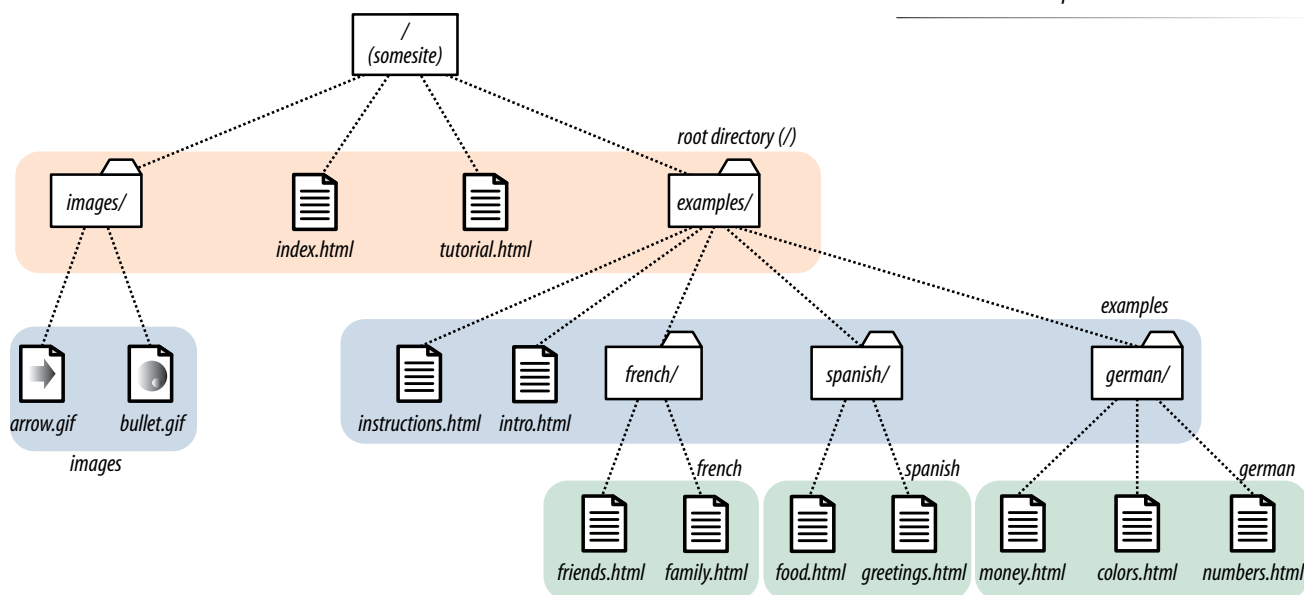 /
(somesite)
root directory (/)
images/
index.html
tutorial.html
examples/
examples
arrow.gif
bullet.gif
images
instructions.html
intro.html
french/
spanish/
german/
french
spanish
german
friends.html
family.html
food.html
greetings.html
money.html
colors.html
numbers.html